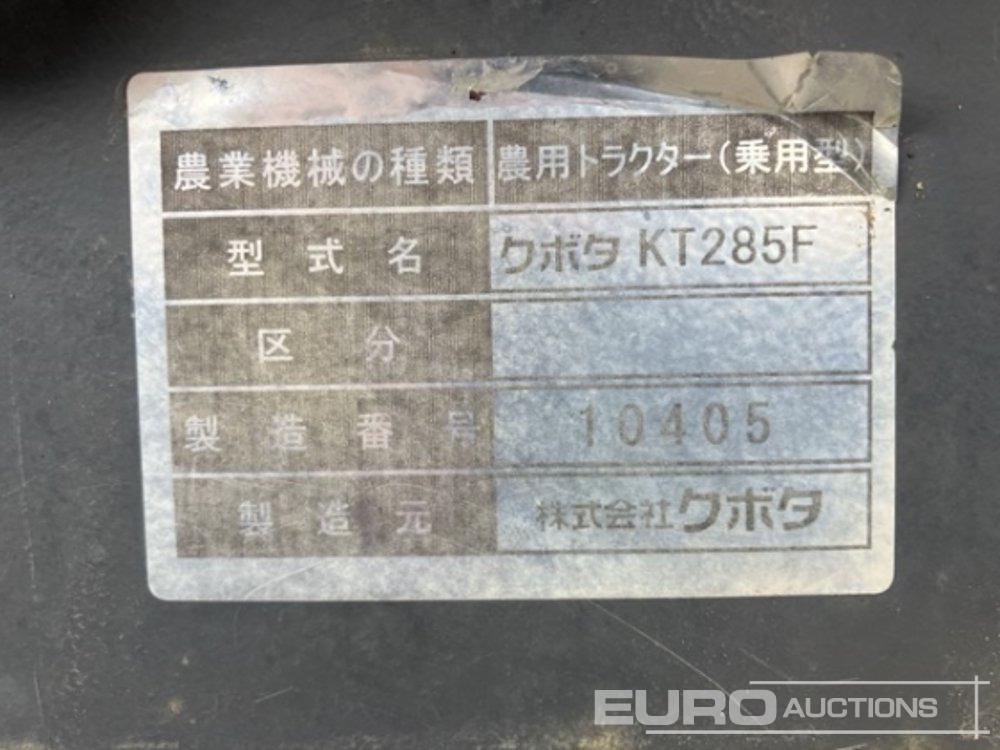 農業機械の種類 農用トラクター(乗用型)
型式名 クボタ KT285F
区分
製造番号 10405
製造元 株式会社クボタ
EURO AUCTIONS